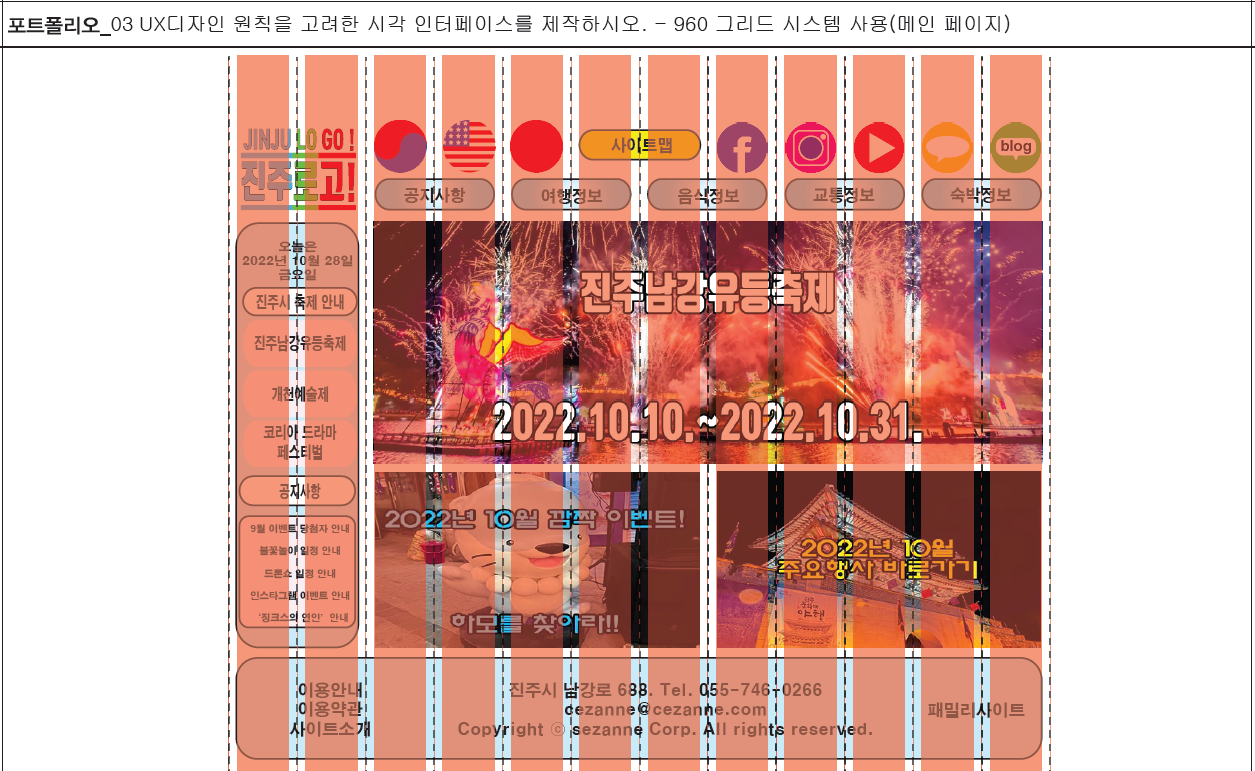 포트폴리오_03 UX디자인 원칙을 고려한 시각 인터페이스를 제작하시오. - 960 그리드 시스템 사용(메인 페이지)
JINJU LO GO !
진주로고!
사이트맵
blog
공지사항
여행정보
음식정보
교통정보
숙박정보
오늘은
2022년 10월 28일
금요일
진주시 축제 안내
진주남강유등축제
개천예술제
코리아 드라마
페스티벌
공지사항
9월 이벤트 당첨자 안내
불꽃놀이 일정 안내
드론쇼 일정 안내
인스타그램 이벤트 안내
'징크스의 연인' 안내
진주남강유등축제
2022.10.10.~2022.10.31.
2022년 10월 깜짝 이벤트!
하모를 찾아라!!
2022년 10월
주요행사 바로가기
이용안내
이용약관
사이트소개
진주시 남강로 688. Tel. 055-746-0266
cezanne@cezanne.com
Copyright ⓒ sezanne Corp. All rights reserved.
패밀리사이트